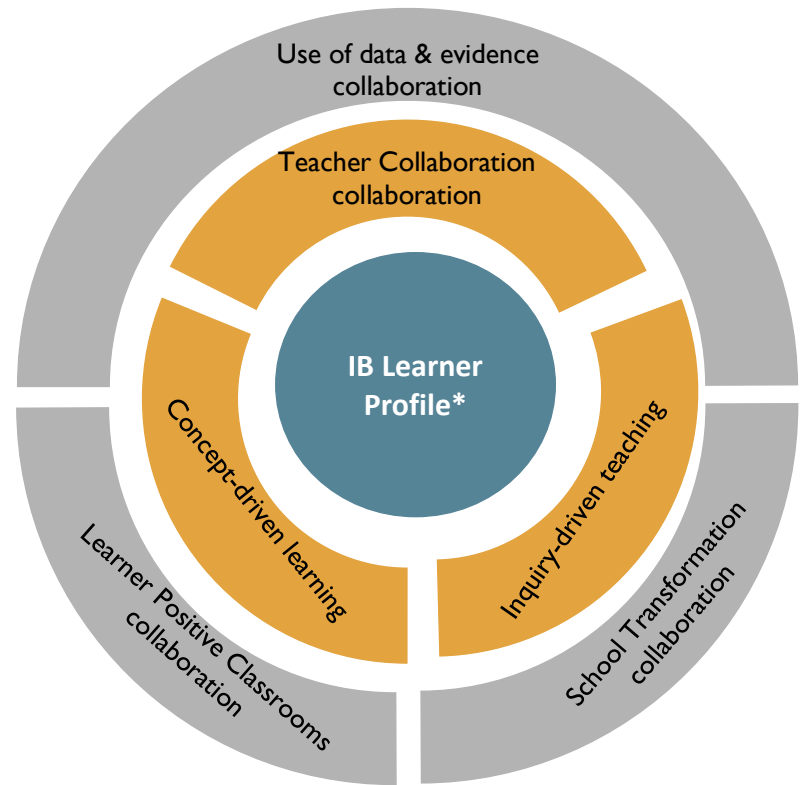 Use of data & evidence
collaboration
Teacher Collaboration
collaboration
IB Learner
Profile*
Concept-driven learning
Inquiry-driven teaching
Learner Positive Classrooms
collaboration
School Transformation
collaboration